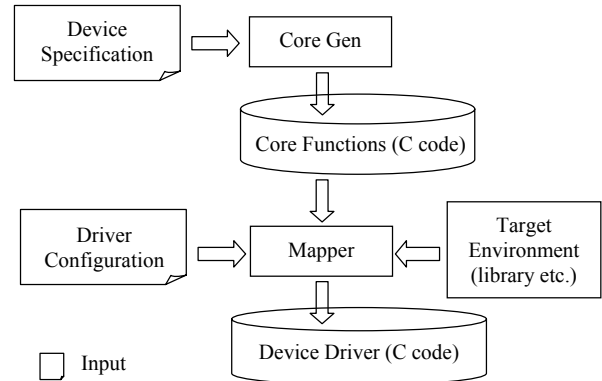 Device
Specification
Core Gen
Core Functions (C code)
Driver
Configuration
Mapper
Target
Environment
(library etc.)
Device Driver (C code)
Input